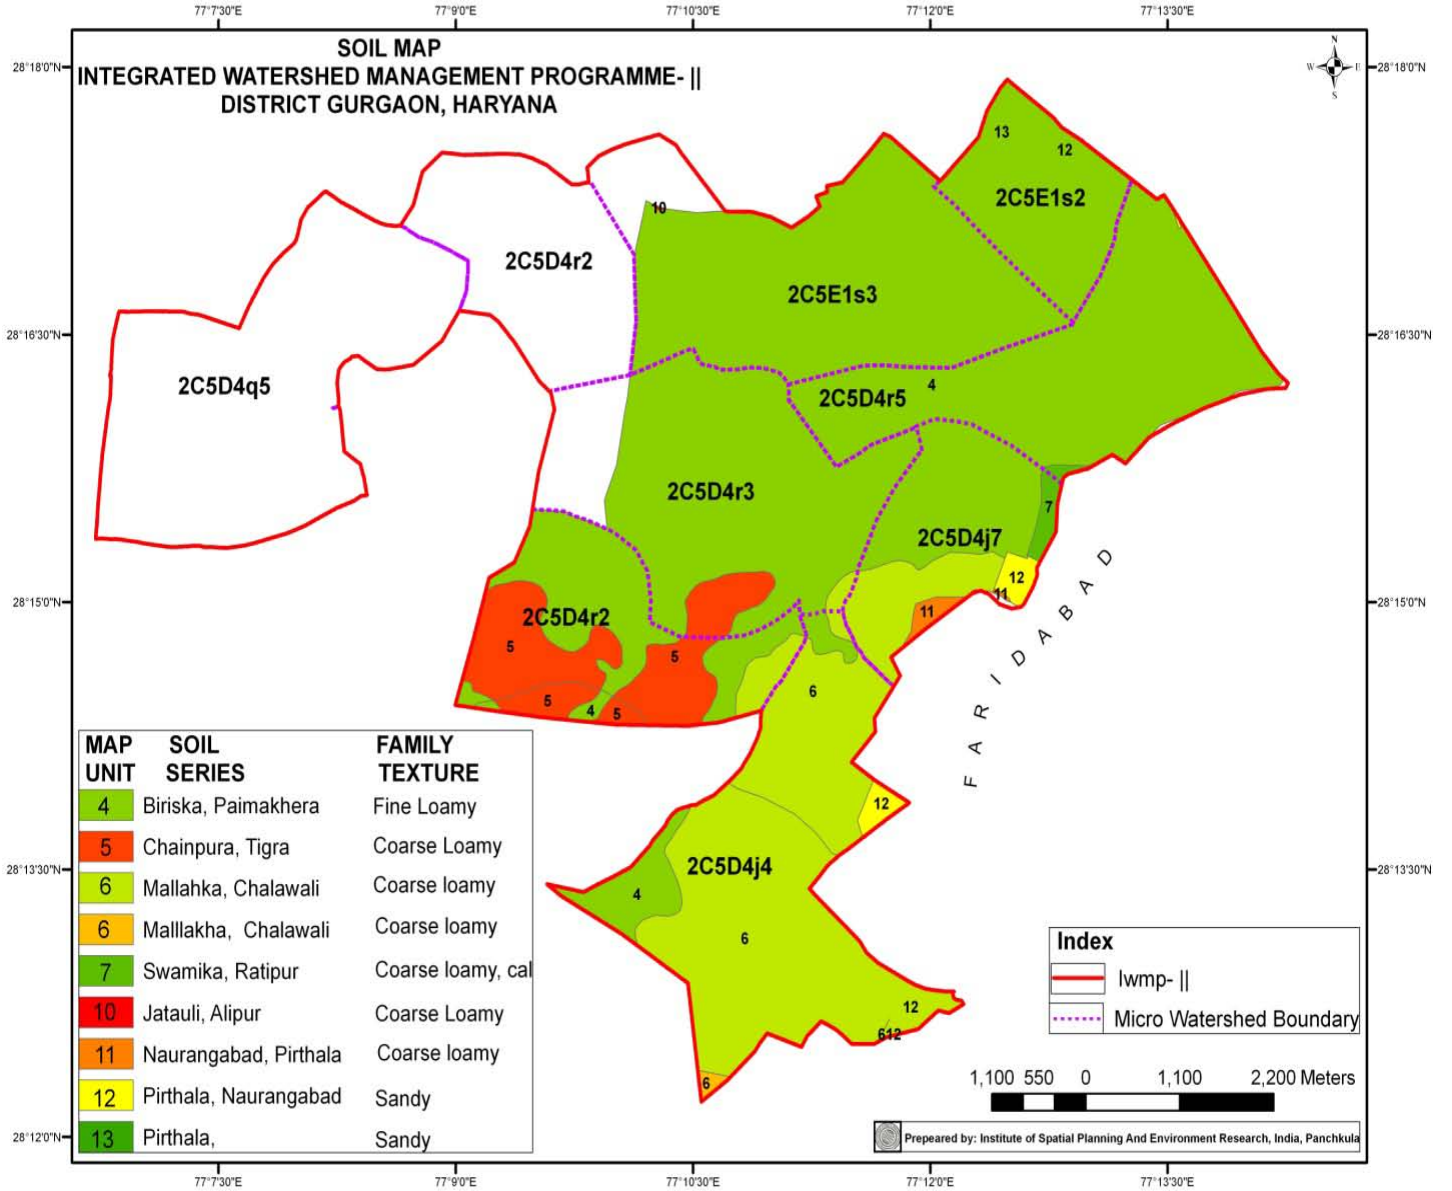 77°7'30"E 77°9'0"E 77°10'30"E 77°12'0"E 77°13'30"E
SOIL MAP
INTEGRATED WATERSHED MANAGEMENT PROGRAMME- ||
DISTRICT GURGAON, HARYANA
N
W E
S
28°18'0"N 28°18'0"N
13
12
2C5E1s2
10
2C5D4r2
2C5E1s3
28°16'30"N 28°16'30"N
2C5D4q5
4
2C5D4r5
2C5D4r3
7
2C5D4j7
12
11
28°15'0"N 28°15'0"N
11
2C5D4r2
5
5
6
5
4
5
FARIDABAD
12
2C5D4j4
28°13'30"N 28°13'30"N
4
6
12
612
6
MAP SOIL FAMILY
UNIT SERIES TEXTURE
4 Biriska, Paimakhera Fine Loamy
5 Chainpura, Tigra Coarse Loamy
6 Mallahka, Chalawali Coarse loamy
6 Malllakha, Chalawali Coarse loamy
7 Swamika, Ratipur Coarse loamy, cal
10 Jatauli, Alipur Coarse Loamy
11 Naurangabad, Pirthala Coarse loamy
12 Pirthala, Naurangabad Sandy
13 Pirthala, Sandy
Index
Iwmp- ||
Micro Watershed Boundary
1,100 550 0 1,100 2,200 Meters
Prepeared by: Institute of Spatial Planning And Environment Research, India, Panchkula
28°12'0"N 28°12'0"N
77°7'30"E 77°9'0"E 77°10'30"E 77°12'0"E 77°13'30"E